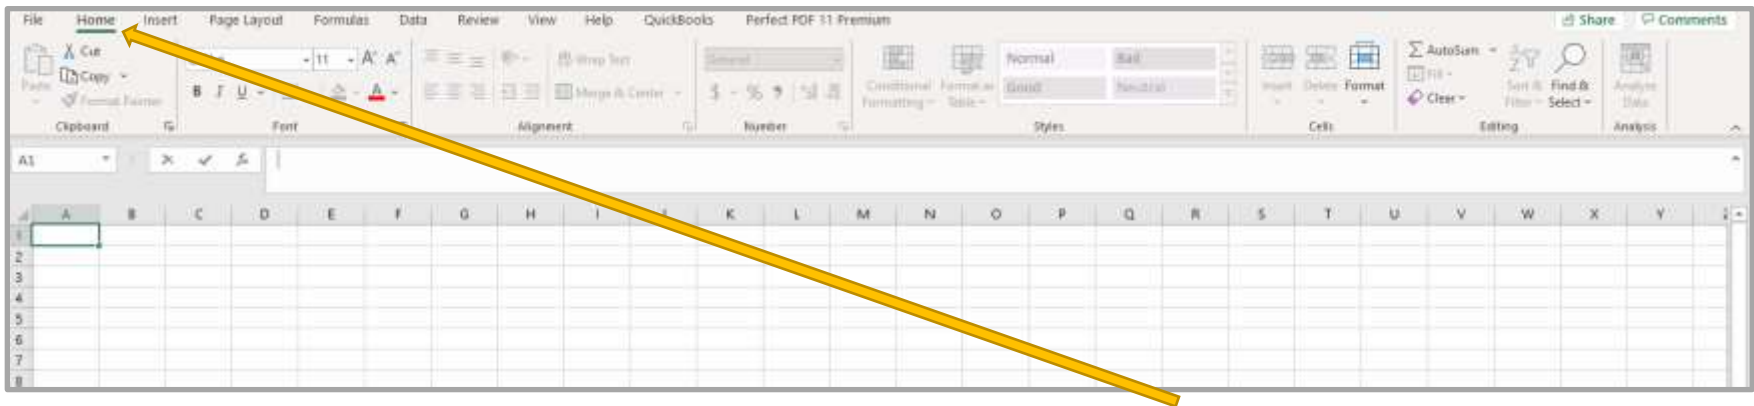 File Home Insert Page Layout Formulas Data Review View Help QuickBooks Perfect PDF 11 Premium Share Comments
Cut
Copy
Paste
Format Painter
Clipboard
11 A^ Aˇ
B I U A
Font
Wrap Text
Merge & Center
Alignment
General
$ % 9
Number
Conditional Formatting
Format as Table
Normal Bad
Good Neutral
Styles
Insert Delete Format
Cells
∑ AutoSum
Fill
Clear
Sort & Filter
Find & Select
Editing
Analyze Data
Analysis
A1 fx
A B C D E F G H I K L M N O P Q R S T U V W X Y
1
2
3
4
5
6
7
8